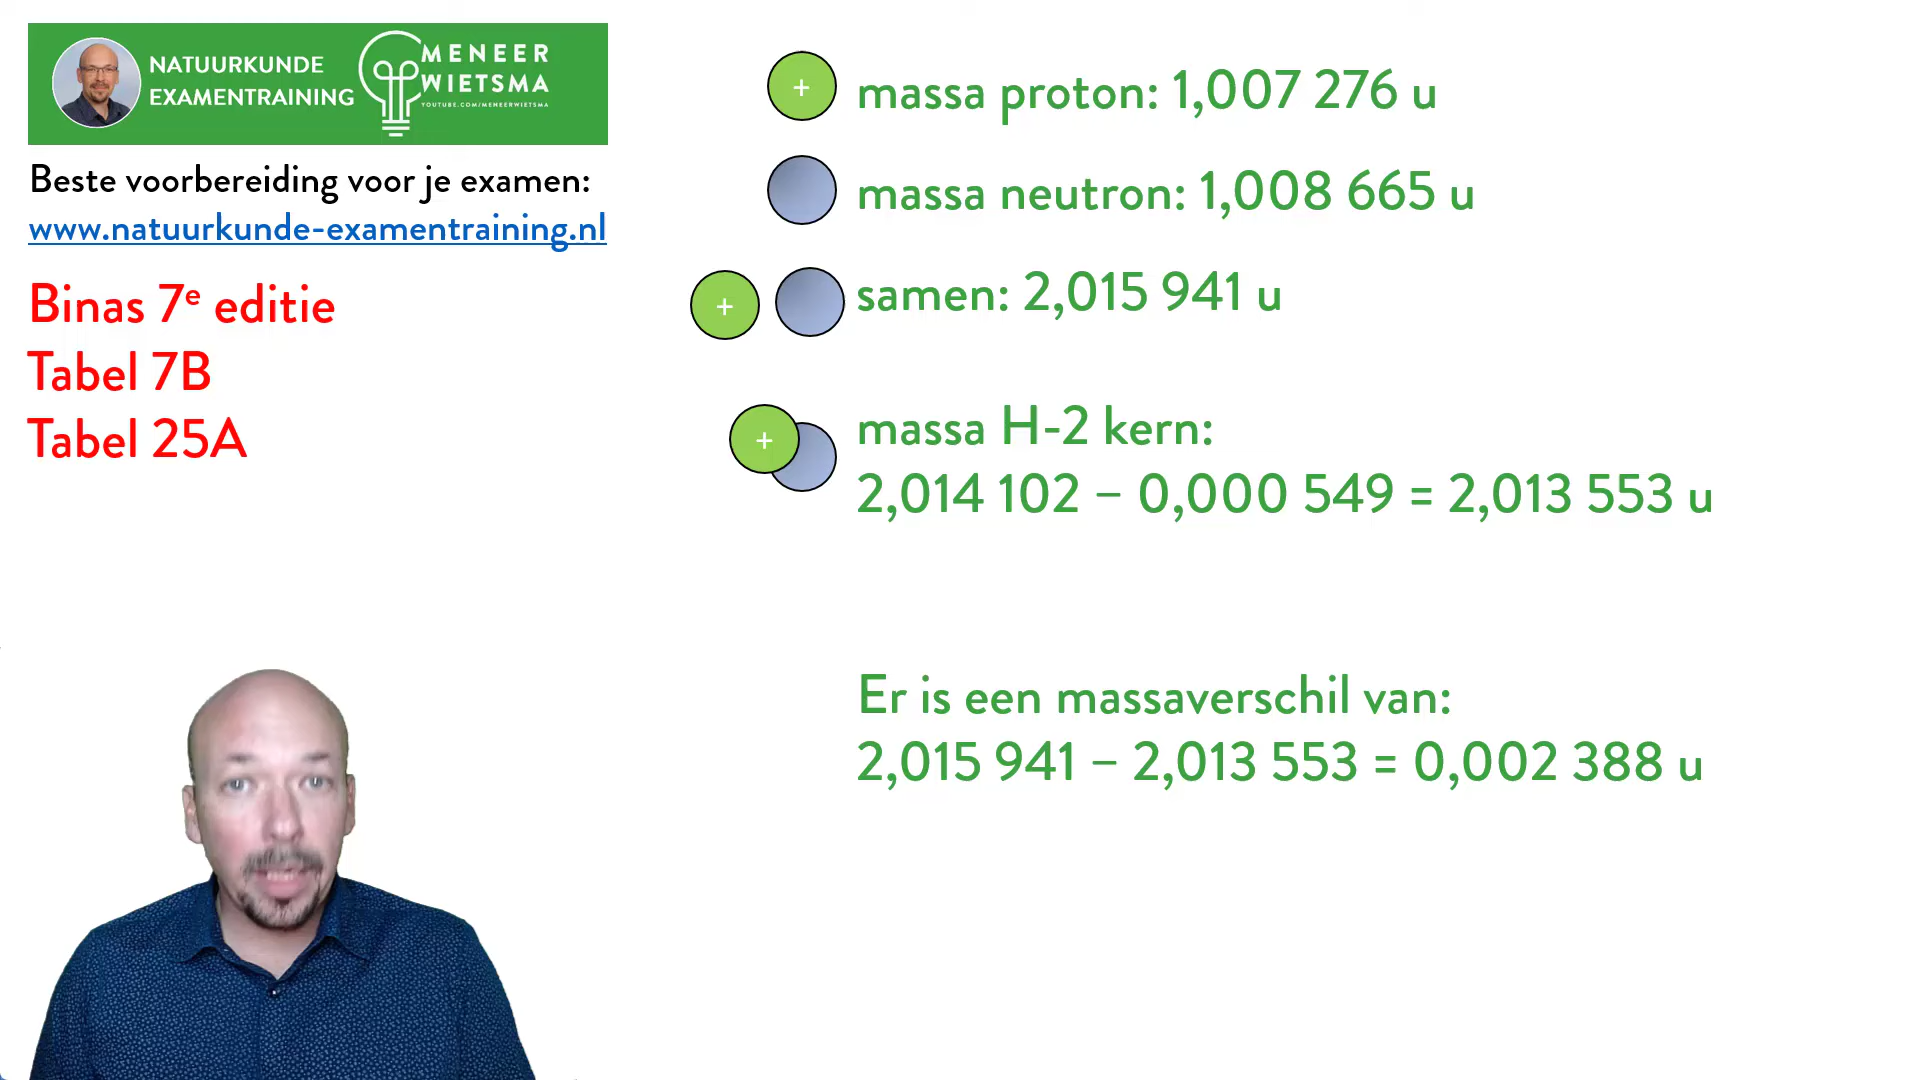 NATUURKUNDE
EXAMENTRAINING
MENEER
WIETSMA
YOUTUBE.COM/MENEERWIETSMA
Beste voorbereiding voor je examen:
www.natuurkunde-examentraining.nl
Binas 7e editie
Tabel 7B
Tabel 25A
+ massa proton: 1,007 276 u
massa neutron: 1,008 665 u
+ samen: 2,015 941 u
+ massa H-2 kern:
2,014 102 – 0,000 549 = 2,013 553 u
Er is een massaverschil van:
2,015 941 – 2,013 553 = 0,002 388 u